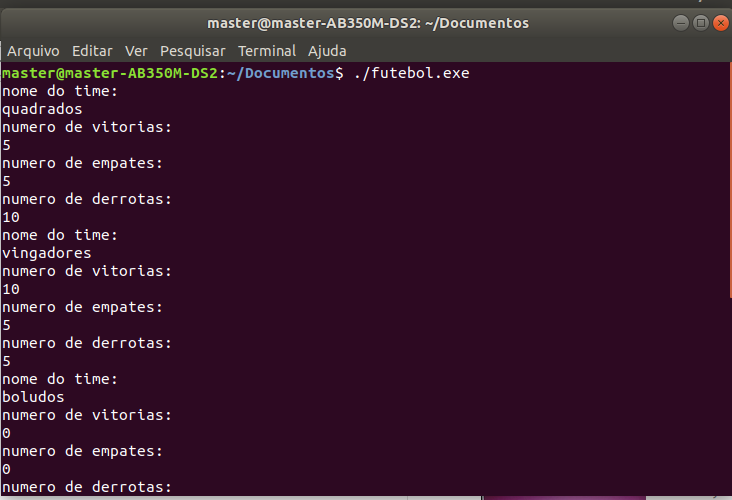 master@master-AB350M-DS2: ~/Documentos
Arquivo Editar Ver Pesquisar Terminal Ajuda
master@master-AB350M-DS2:~/Documentos$ ./futebol.exe
nome do time:
quadrados
numero de vitorias:
5
numero de empates:
5
numero de derrotas:
10
nome do time:
vingadores
numero de vitorias:
10
numero de empates:
5
numero de derrotas:
5
nome do time:
boludos
numero de vitorias:
0
numero de empates:
0
numero de derrotas: